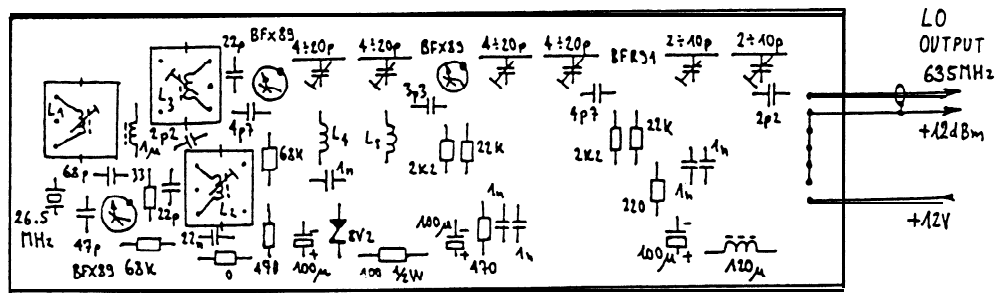 LO
OUTPUT
635MHz
+12dBm
+12V
22p
BFX89
4÷20p
4÷20p
BFX89
4÷20p
4÷20p
BFR91
2÷10p
2÷10p
L1
L3
1μ
2p2
4p7
3p3
4p7
2p2
68K
L4
L5
2K2
22K
2K2
22K
68p
33
22p
L2
1n
1n
1n
220
26.5
MHz
47p
BFX89
68K
22n
0
470
100μ
8V2
100
1/2W
100μ
470
1n
1n
100μ
120μ